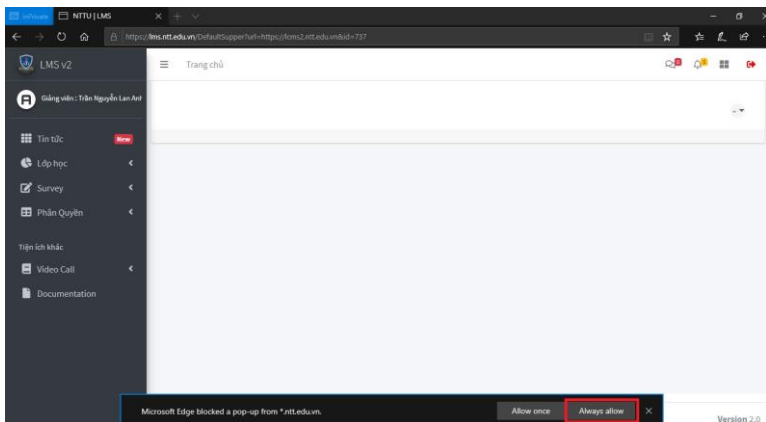 InPrivate
NTTU | LMS
https://lms.ntt.edu.vn/DefaultSupper?url=https://lcms2.ntt.edu.vn&id=737
LMS v2
Trang chủ
Giảng viên : Trần Nguyễn Lan Anh
Tin tức New
Lớp học
Survey
Phân Quyền
Tiện ích khác
Video Call
Documentation
Microsoft Edge blocked a pop-up from *.ntt.edu.vn.
Allow once
Always allow
Version 2.0